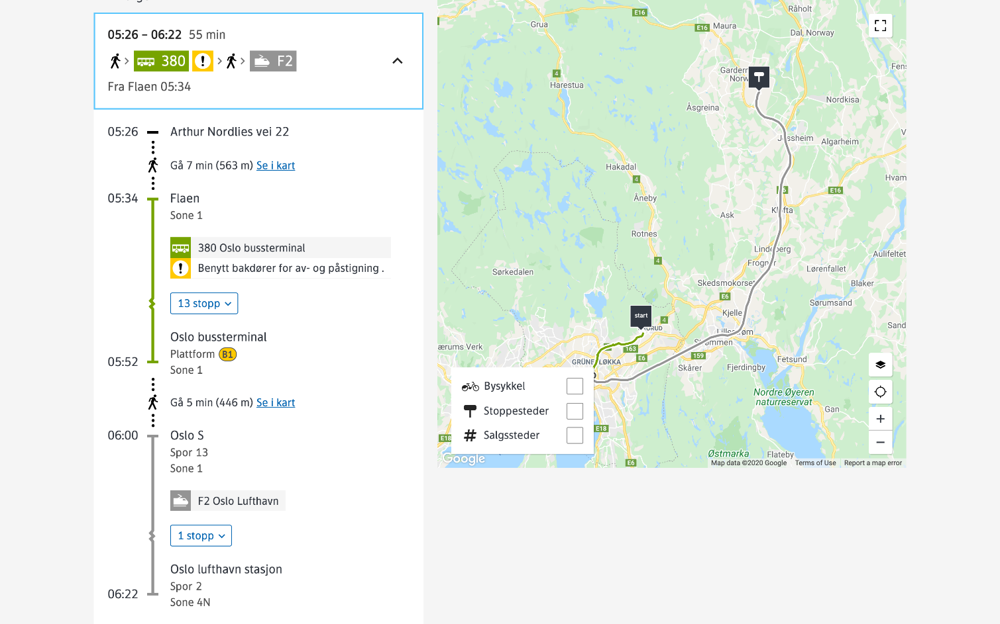 05:26 – 06:22 55 min
380 ! F2
Fra Flaen 05:34
05:26 Arthur Nordlies vei 22
Gå 7 min (563 m) Se i kart
05:34 Flaen
Sone 1
380 Oslo bussterminal
! Benytt bakdører for av- og påstigning .
13 stopp
Oslo bussterminal
Plattform B1
05:52
Sone 1
Gå 5 min (446 m) Se i kart
06:00 Oslo S
Spor 13
Sone 1
F2 Oslo Lufthavn
1 stopp
Oslo lufthavn stasjon
Spor 2
06:22
Sone 4N
Råholt
E16
Grua
E16 Maura
Dal, Norway
4
Harestua
Nordkisa
Åsgreina
Algarheim
Hakadal
4
Hvam
E6
E16
Åneby
Ask
Rotnes
Aulifeltet
4
Sørkedalen
Lørenfallet
Skedsmokorset
Blaker
E6
Sørumsand
Kjelle
start
4
Sand
163
159
E6
Fetsund
Skårer
Fjerdingby
Bysykkel
Nordre Øyeren
naturreservat
Stoppesteder
Gan
E18
Salgssteder
E18
Østmarka
Flateby
E6
Google
Map data ©2020 Google Terms of Use Report a map error